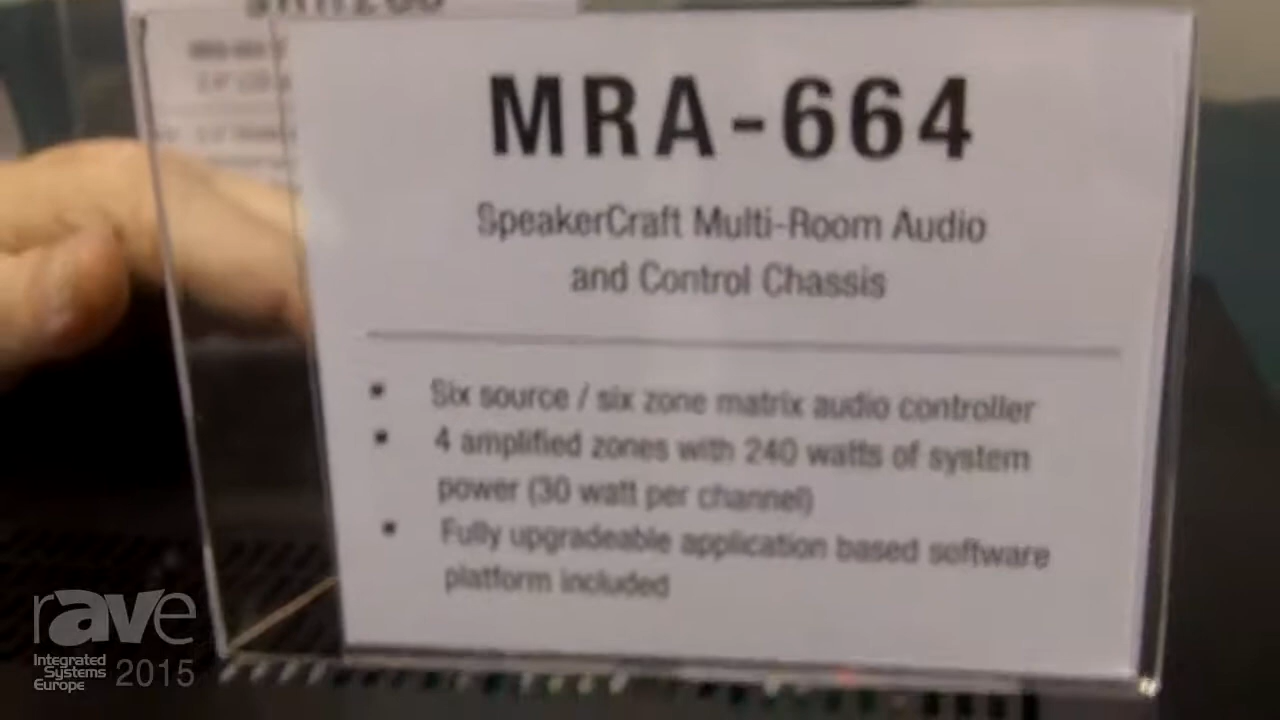 MRA-664
SpeakerCraft Multi-Room Audio
and Control Chassis
▪ Six source / six zone matrix audio controller
▪ 4 amplified zones with 240 watts of system
power (30 watt per channel)
▪ Fully upgradeable application based software
platform included
rave
Integrated
Systems
Europe 2015